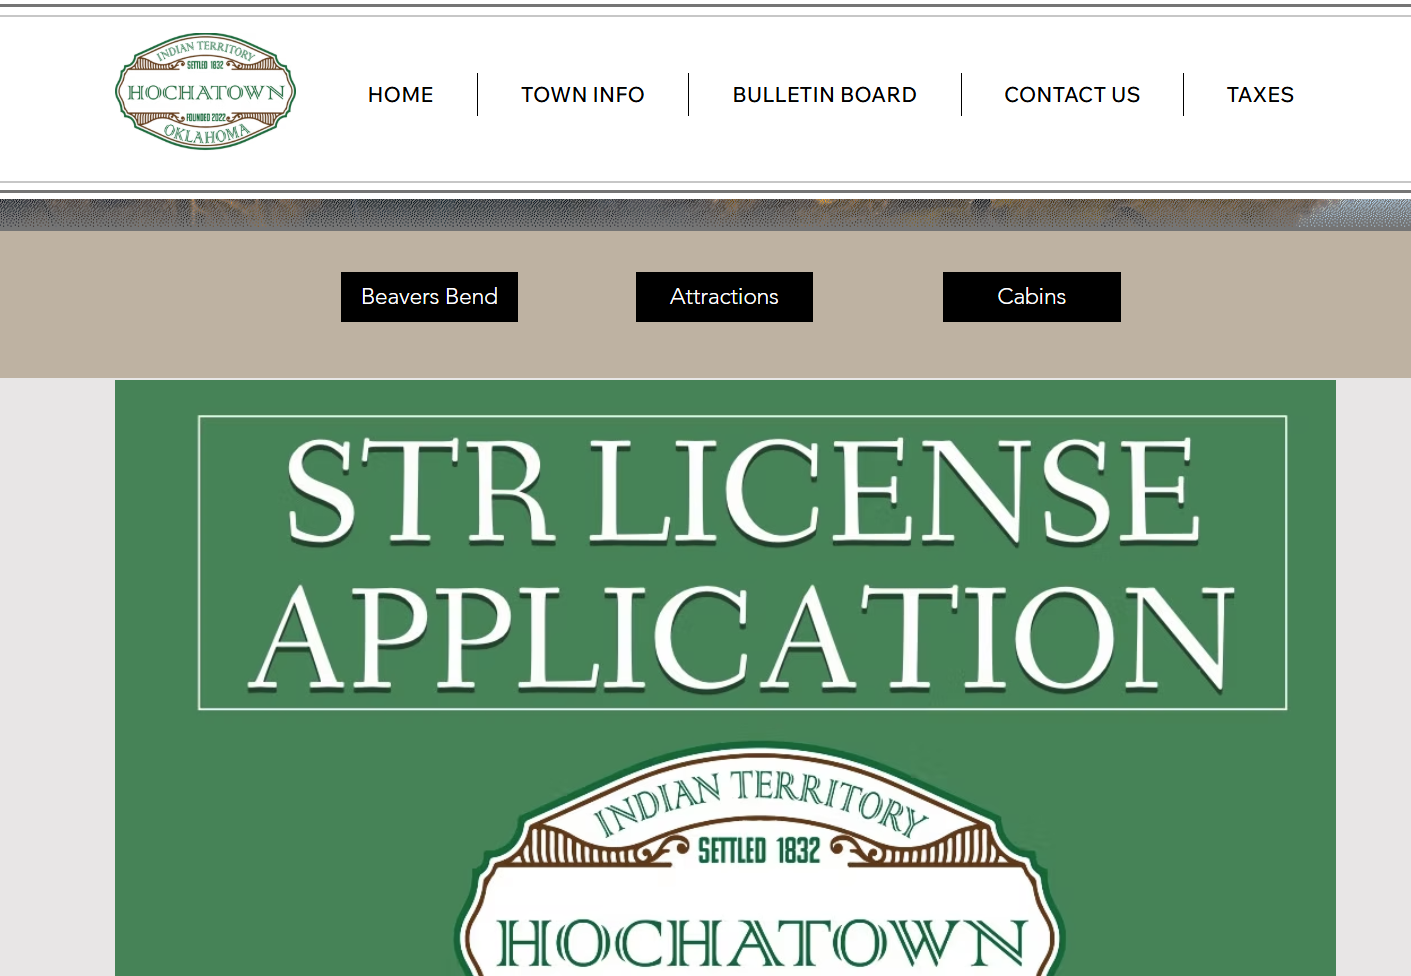 INDIAN TERRITORY
SETTLED 1832
HOCHATOWN
FOUNDED 2022
OKLAHOMA
HOME
TOWN INFO
BULLETIN BOARD
CONTACT US
TAXES
Beavers Bend
Attractions
Cabins
STR LICENSE
APPLICATION
INDIAN TERRITORY
SETTLED 1832
HOCHATOWN